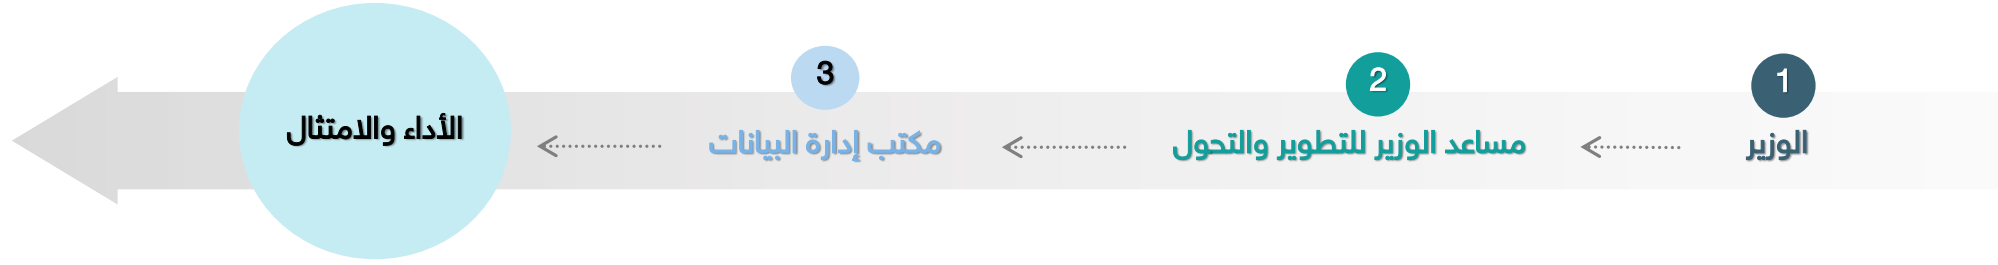 1
الوزير
2
مساعد الوزير للتطوير والتحول
3
مكتب إدارة البيانات
الأداء والامتثال